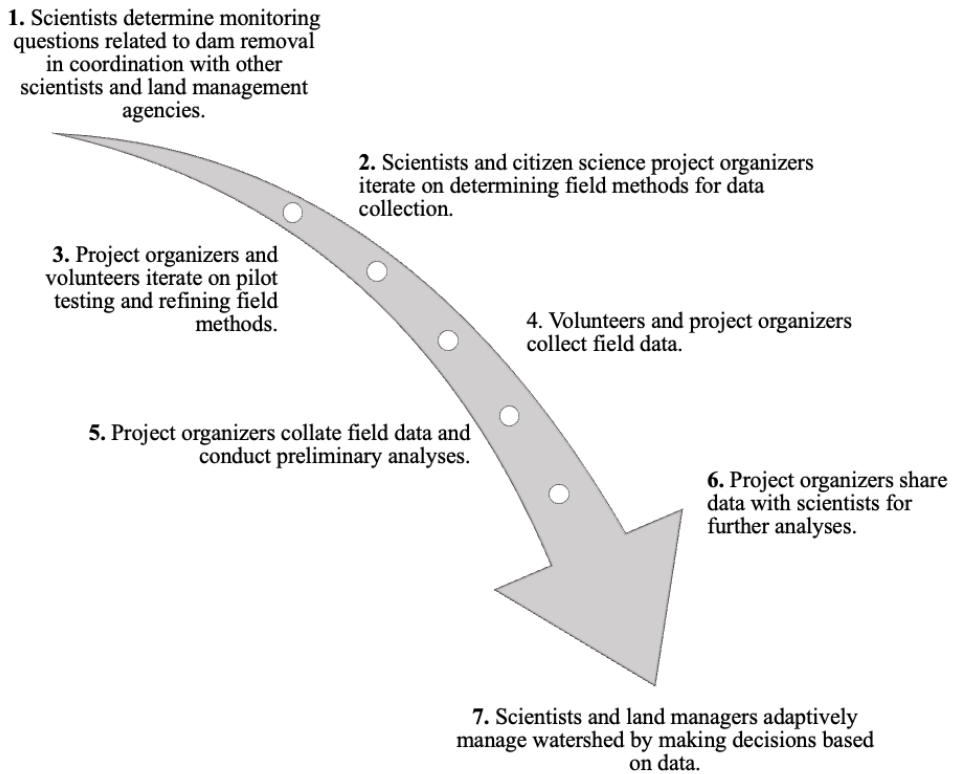 1. Scientists determine monitoring
questions related to dam removal
in coordination with other
scientists and land management
agencies.
2. Scientists and citizen science project organizers
iterate on determining field methods for data
collection.
3. Project organizers and
volunteers iterate on pilot
testing and refining field
methods.
4. Volunteers and project organizers
collect field data.
5. Project organizers collate field data and
conduct preliminary analyses.
6. Project organizers share
data with scientists for
further analyses.
7. Scientists and land managers adaptively
manage watershed by making decisions based
on data.